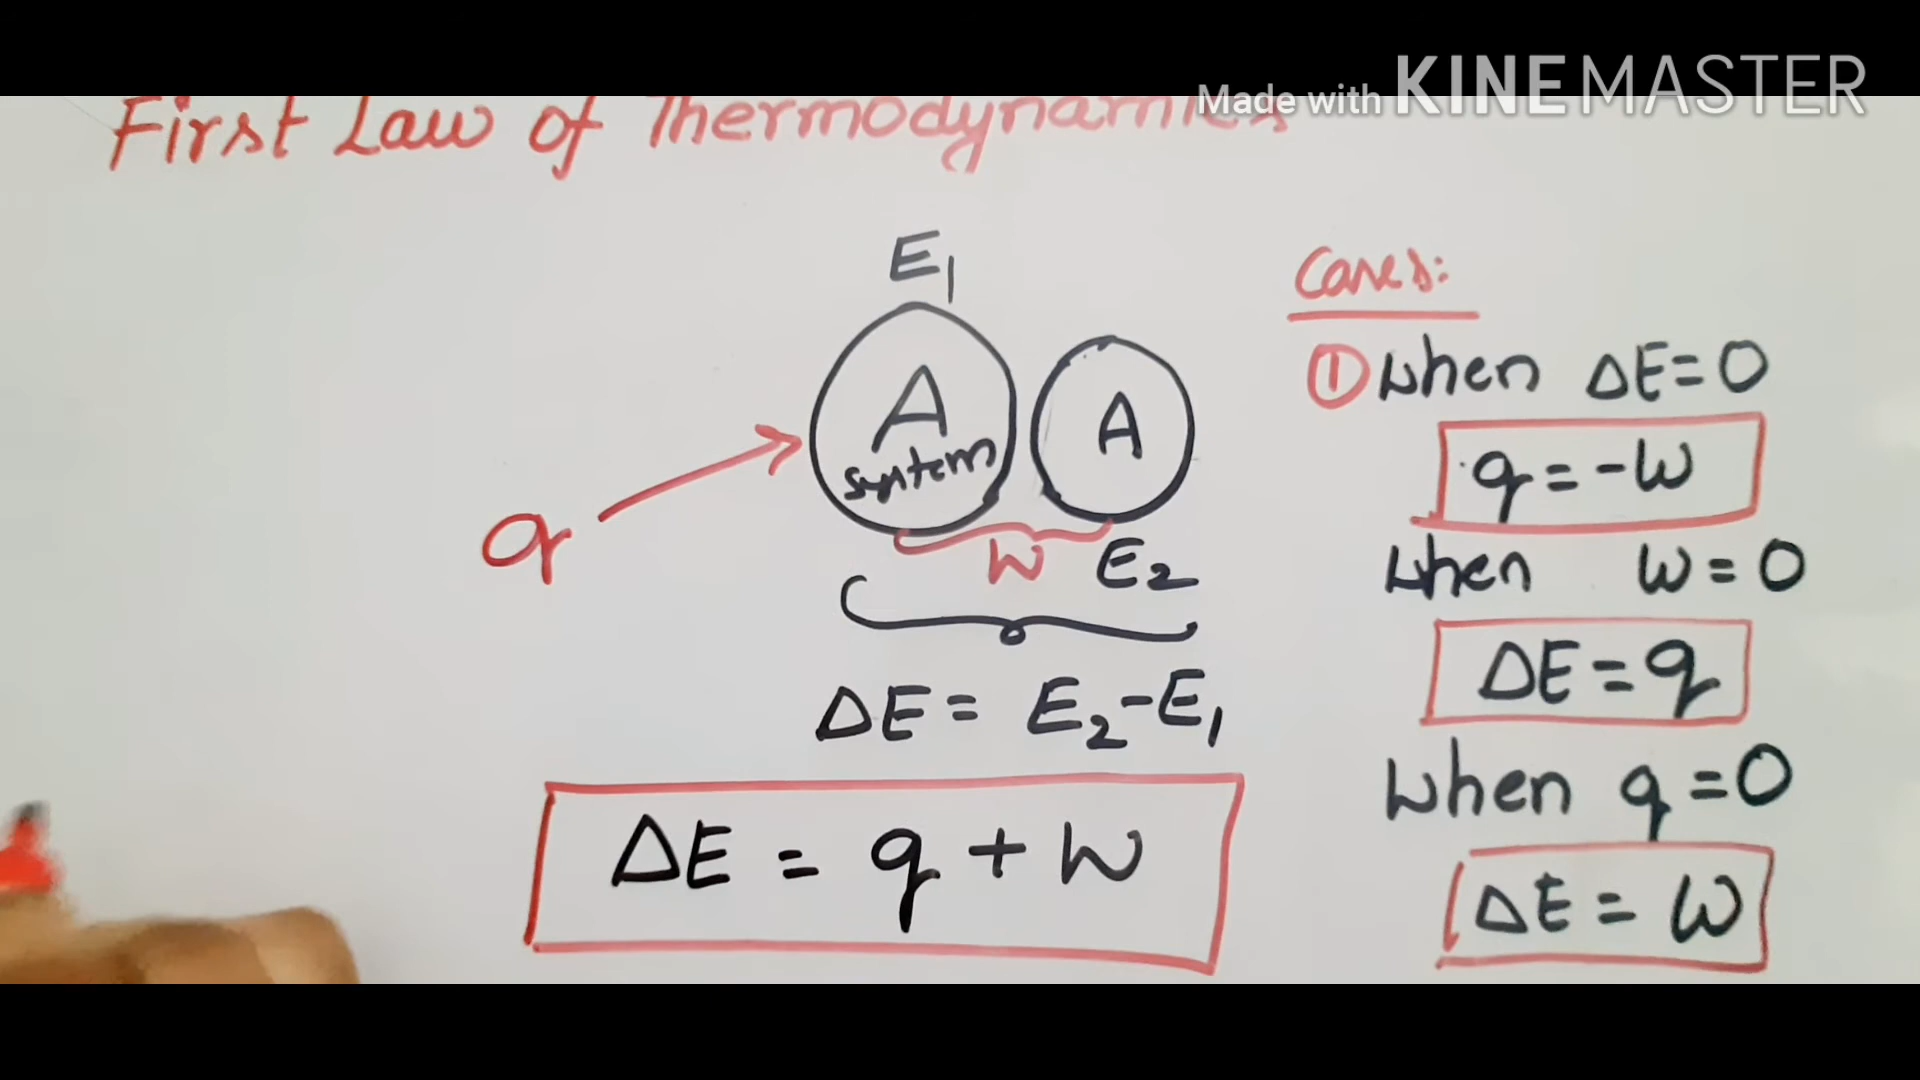 Made with KINEMASTER
First Law of Thermodynamics
E1
A
system
A
q
W
E2
ΔE = E2-E1
ΔE = q + W
Cases:
① When ΔE=0
q = -W
When W = 0
ΔE = q
When q = 0
ΔE = W